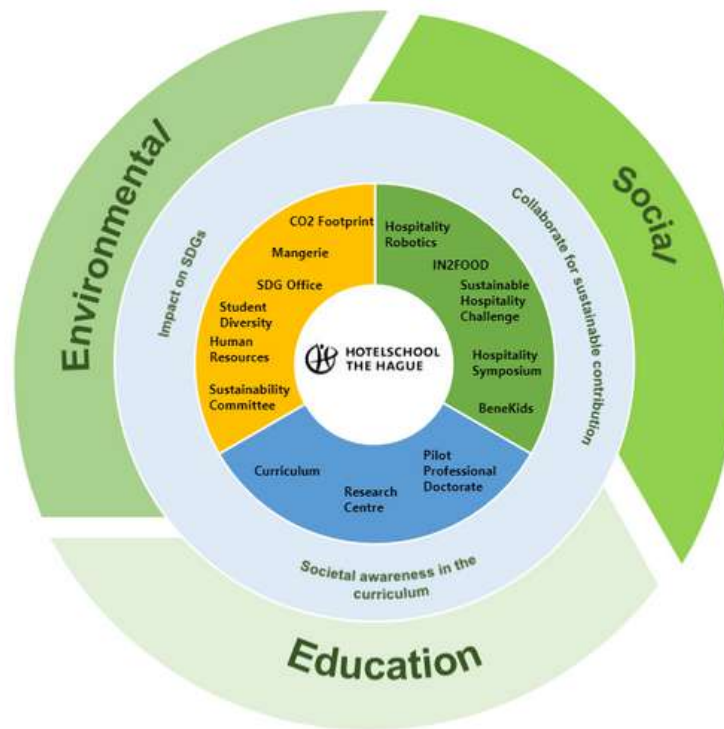 Environmental
Social
Education
Impact on SDGs
Collaborate for sustainable contribution
Societal awareness in the
curriculum
CO2 Footprint
Mangerie
SDG Office
Student
Diversity
Human
Resources
Sustainability
Committee
Hospitality
Robotics
IN2FOOD
Sustainable
Hospitality
Challenge
Hospitality
Symposium
BeneKids
Curriculum
Research
Centre
Pilot
Professional
Doctorate
HOTELSCHOOL
THE HAGUE